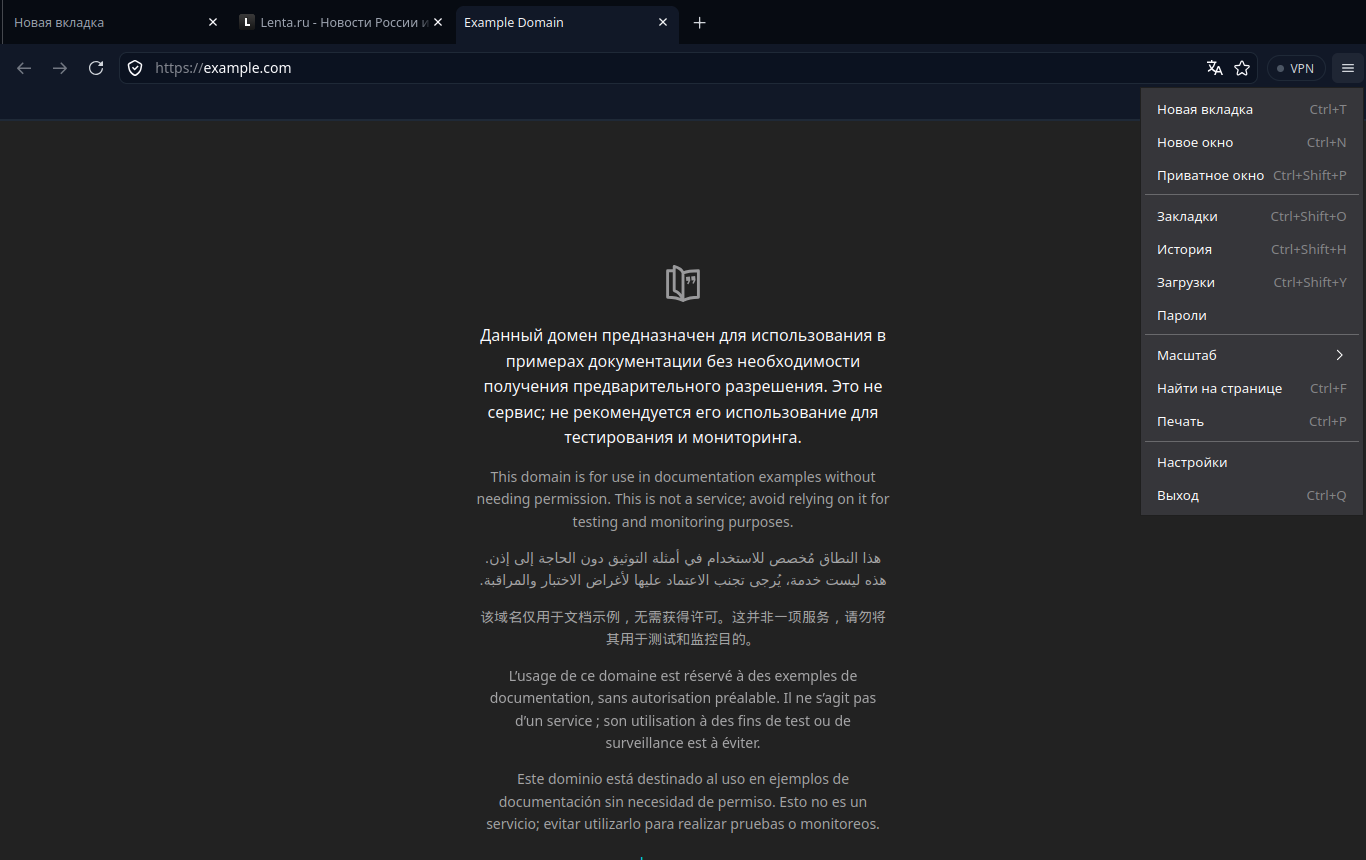 Новая вкладка
L Lenta.ru - Новости России и
Example Domain
https://example.com
VPN
Новая вкладка Ctrl+T
Новое окно Ctrl+N
Приватное окно Ctrl+Shift+P
Закладки Ctrl+Shift+O
История Ctrl+Shift+H
Загрузки Ctrl+Shift+Y
Пароли
Масштаб
Найти на странице Ctrl+F
Печать Ctrl+P
Настройки
Выход Ctrl+Q
Данный домен предназначен для использования в
примерах документации без необходимости
получения предварительного разрешения. Это не
сервис; не рекомендуется его использование для
тестирования и мониторинга.
This domain is for use in documentation examples without
needing permission. This is not a service; avoid relying on it for
testing and monitoring purposes.
هذا النطاق مُخصص للاستخدام في أمثلة التوثيق دون الحاجة إلى إذن.
هذه ليست خدمة، يُرجى تجنب الاعتماد عليها لأغراض الاختبار والمراقبة.
该域名仅用于文档示例，无需获得许可。这并非一项服务，请勿将
其用于测试和监控目的。
L’usage de ce domaine est réservé à des exemples de
documentation, sans autorisation préalable. Il ne s’agit pas
d’un service ; son utilisation à des fins de test ou de
surveillance est à éviter.
Este dominio está destinado al uso en ejemplos de
documentación sin necesidad de permiso. Esto no es un
servicio; evitar utilizarlo para realizar pruebas o monitoreos.